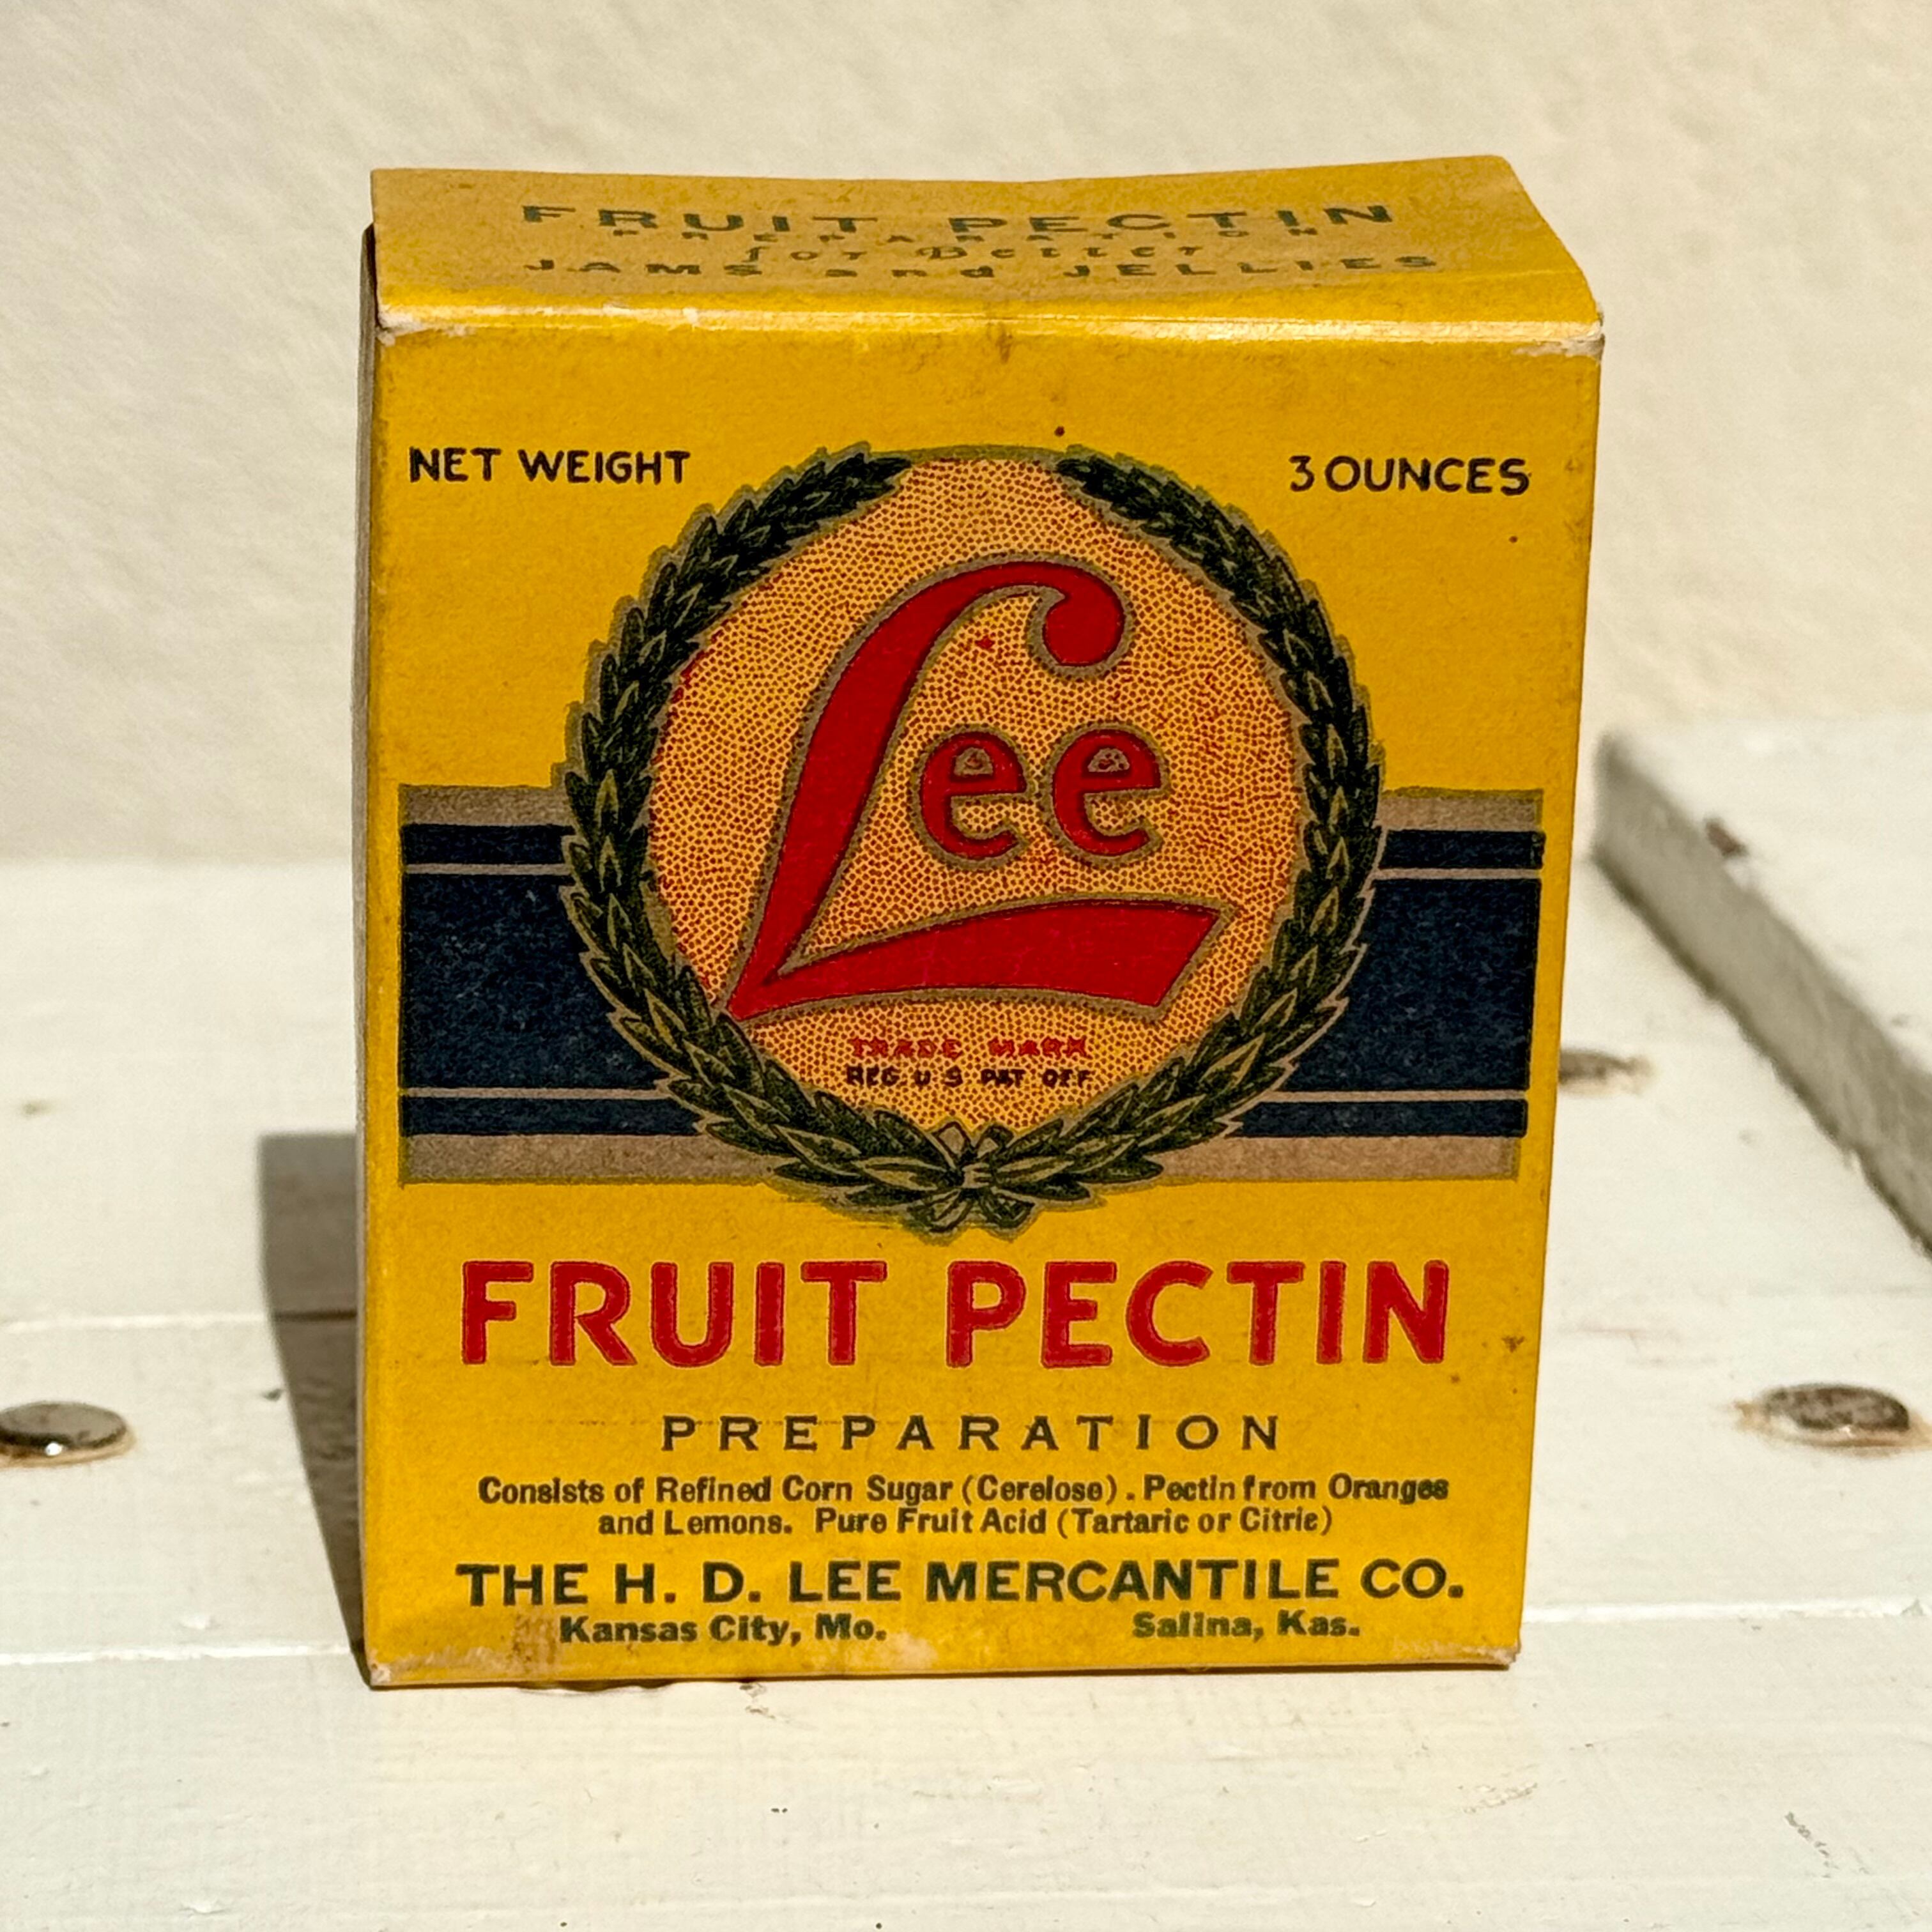 FRUIT PECTIN
PREPARATION
for Better
JAMS and JELLIES
NET WEIGHT 3 OUNCES
Lee
TRADE MARK
REG. U S PAT OFF.
FRUIT PECTIN
PREPARATION
Consists of Refined Corn Sugar (Cerelose). Pectin from Oranges
and Lemons. Pure Fruit Acid (Tartaric or Citric)
THE H. D. LEE MERCANTILE CO.
Kansas City, Mo. Salina, Kas.